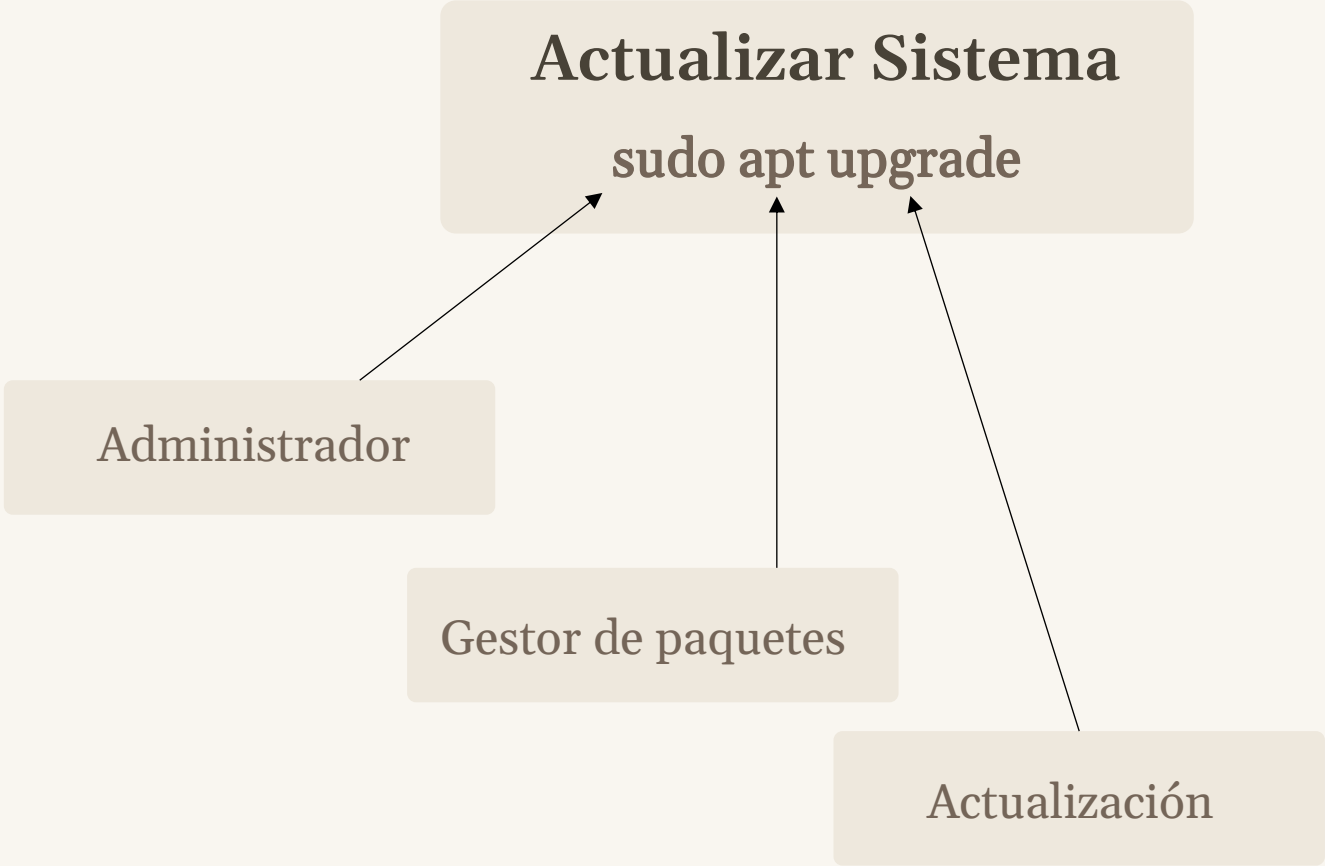 Actualizar Sistema
sudo apt upgrade
Administrador
Gestor de paquetes
Actualización